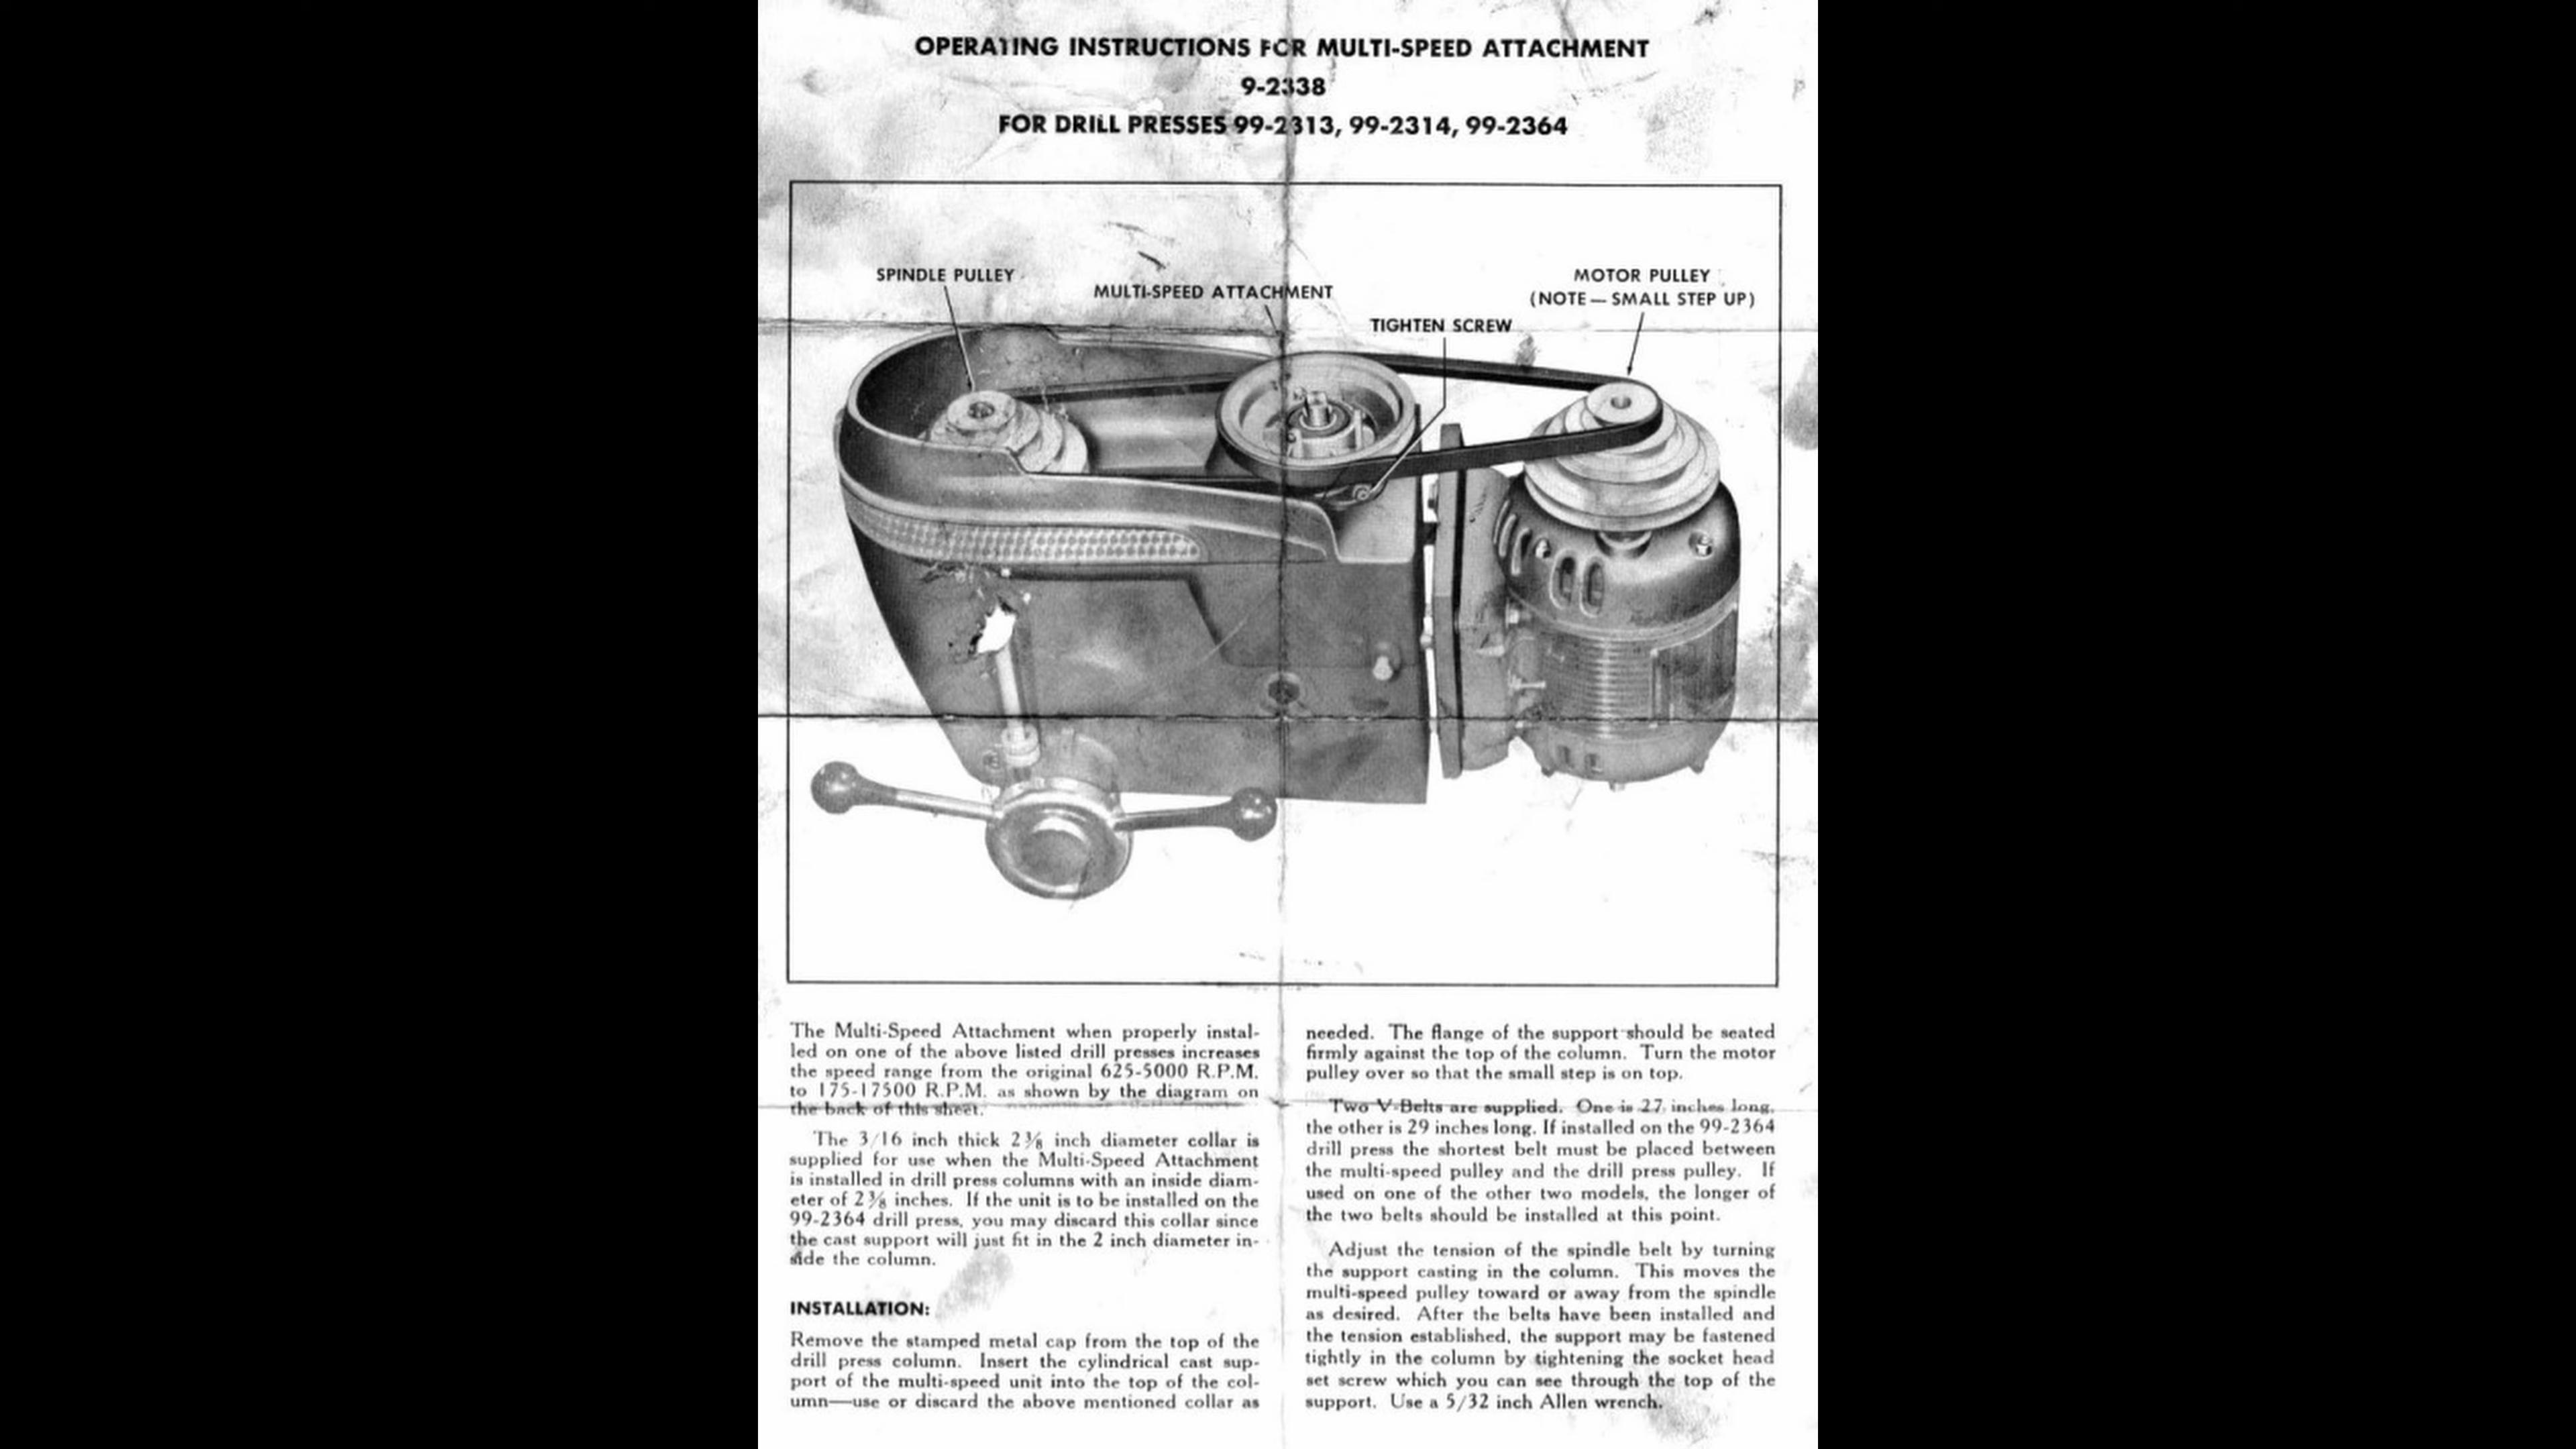 OPERATING INSTRUCTIONS FOR MULTI-SPEED ATTACHMENT
9-2338
FOR DRILL PRESSES 99-2313, 99-2314, 99-2364
SPINDLE PULLEY
MULTI-SPEED ATTACHMENT
TIGHTEN SCREW
MOTOR PULLEY
(NOTE — SMALL STEP UP)
The Multi-Speed Attachment when properly instal-
led on one of the above listed drill presses increases
the speed range from the original 625-5000 R.P.M.
to 175-17500 R.P.M. as shown by the diagram on
the back of this sheet.
The 3/16 inch thick 2⅜ inch diameter collar is
supplied for use when the Multi-Speed Attachment
is installed in drill press columns with an inside diam-
eter of 2⅜ inches. If the unit is to be installed on the
99-2364 drill press, you may discard this collar since
the cast support will just fit in the 2 inch diameter in-
side the column.
INSTALLATION:
Remove the stamped metal cap from the top of the
drill press column. Insert the cylindrical cast sup-
port of the multi-speed unit into the top of the col-
umn—use or discard the above mentioned collar as
needed. The flange of the support should be seated
firmly against the top of the column. Turn the motor
pulley over so that the small step is on top.
Two V-Belts are supplied. One is 27 inches long,
the other is 29 inches long. If installed on the 99-2364
drill press the shortest belt must be placed between
the multi-speed pulley and the drill press pulley. If
used on one of the other two models, the longer of
the two belts should be installed at this point.
Adjust the tension of the spindle belt by turning
the support casting in the column. This moves the
multi-speed pulley toward or away from the spindle
as desired. After the belts have been installed and
the tension established, the support may be fastened
tightly in the column by tightening the socket head
set screw which you can see through the top of the
support. Use a 5/32 inch Allen wrench.